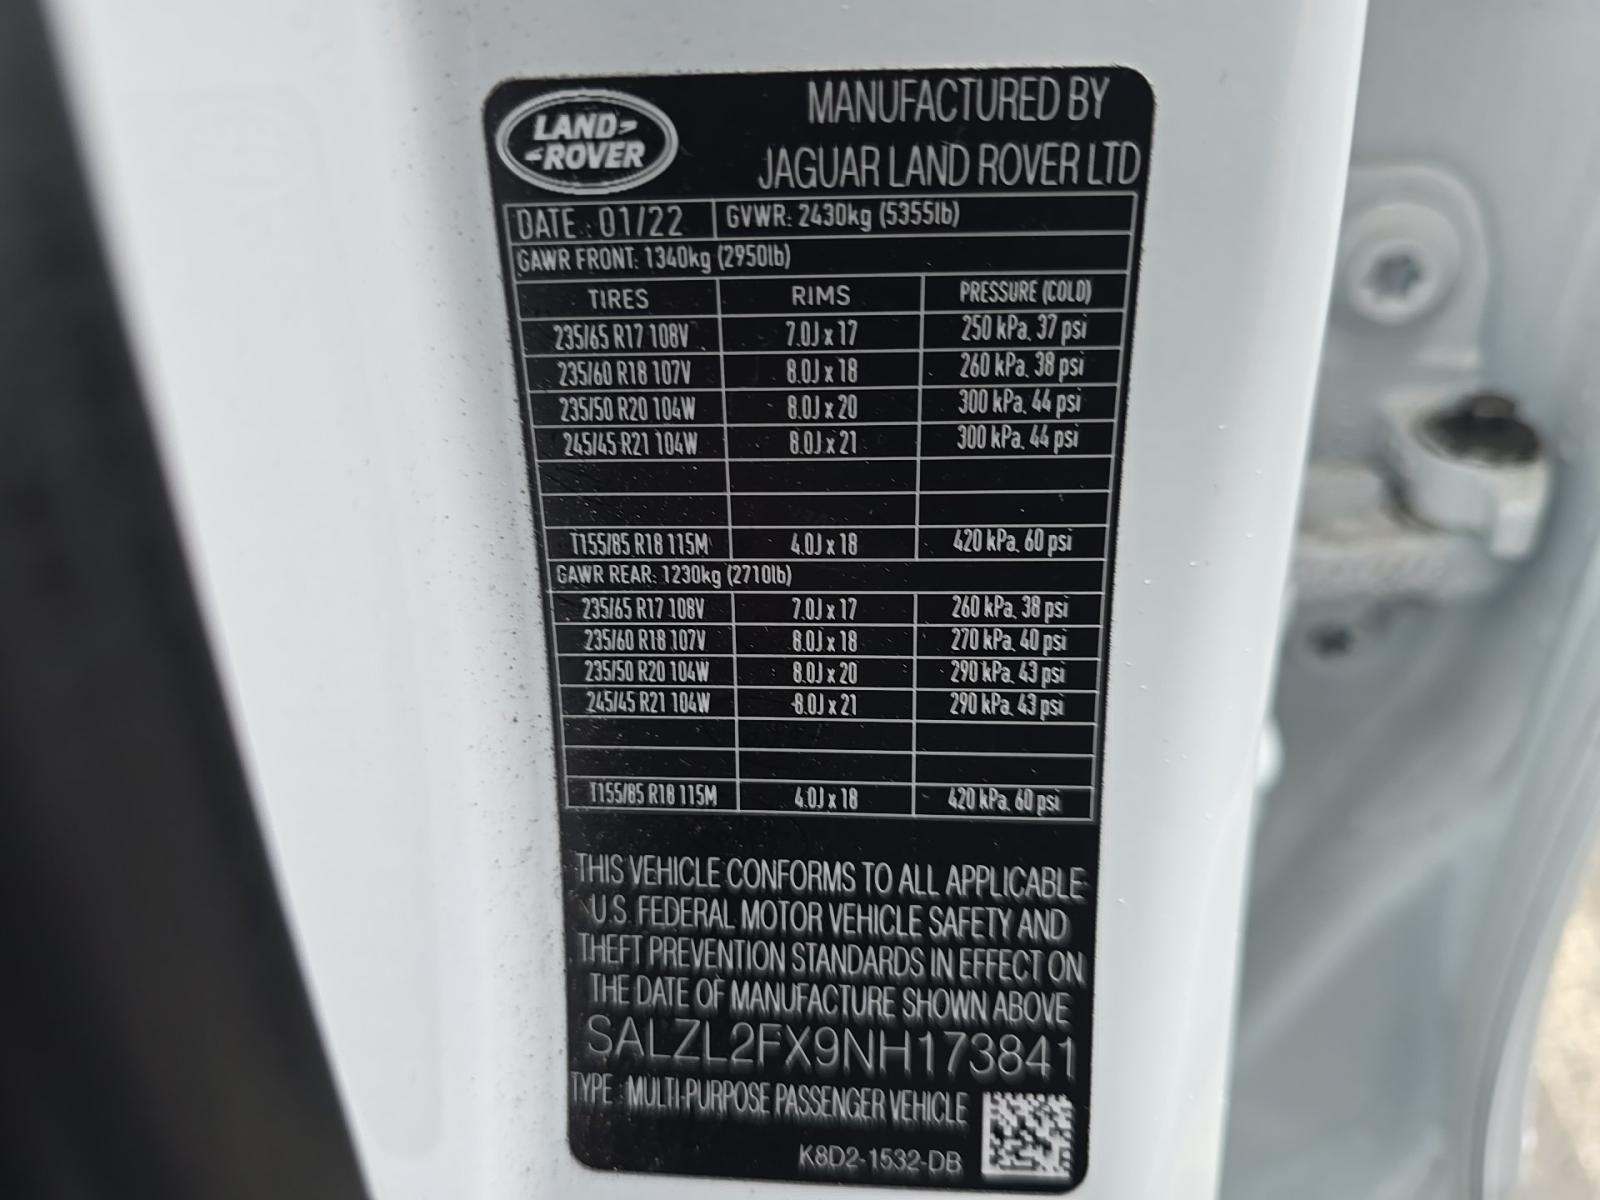 LAND
ROVER
MANUFACTURED BY
JAGUAR LAND ROVER LTD
DATE : 01/22 GVWR: 2430kg (5355lb)
GAWR FRONT: 1340kg (2950lb)
TIRES RIMS PRESSURE (COLD)
235/65 R17 108V 7.0J x 17 250 kPa, 37 psi
235/60 R18 107V 8.0J x 18 260 kPa, 38 psi
235/50 R20 104W 8.0J x 20 300 kPa, 44 psi
245/45 R21 104W 8.0J x 21 300 kPa, 44 psi
T155/85 R18 115M 4.0J x 18 420 kPa, 60 psi
GAWR REAR: 1230kg (2710lb)
235/65 R17 108V 7.0J x 17 260 kPa, 38 psi
235/60 R18 107V 8.0J x 18 270 kPa, 40 psi
235/50 R20 104W 8.0J x 20 290 kPa, 43 psi
245/45 R21 104W 8.0J x 21 290 kPa, 43 psi
T155/85 R18 115M 4.0J x 18 420 kPa, 60 psi
THIS VEHICLE CONFORMS TO ALL APPLICABLE
U.S. FEDERAL MOTOR VEHICLE SAFETY AND
THEFT PREVENTION STANDARDS IN EFFECT ON
THE DATE OF MANUFACTURE SHOWN ABOVE
SALZL2FX9NH173841
TYPE : MULTI-PURPOSE PASSENGER VEHICLE
K8D2-1532-DB